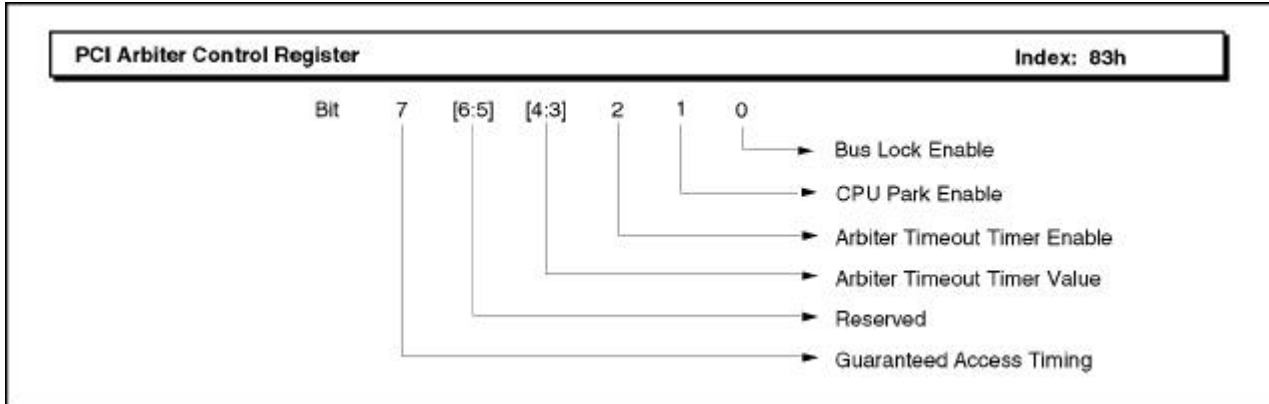 PCI Arbiter Control Register Index: 83h
Bit 7 [6:5] [4:3] 2 1 0
Bus Lock Enable
CPU Park Enable
Arbiter Timeout Timer Enable
Arbiter Timeout Timer Value
Reserved
Guaranteed Access Timing